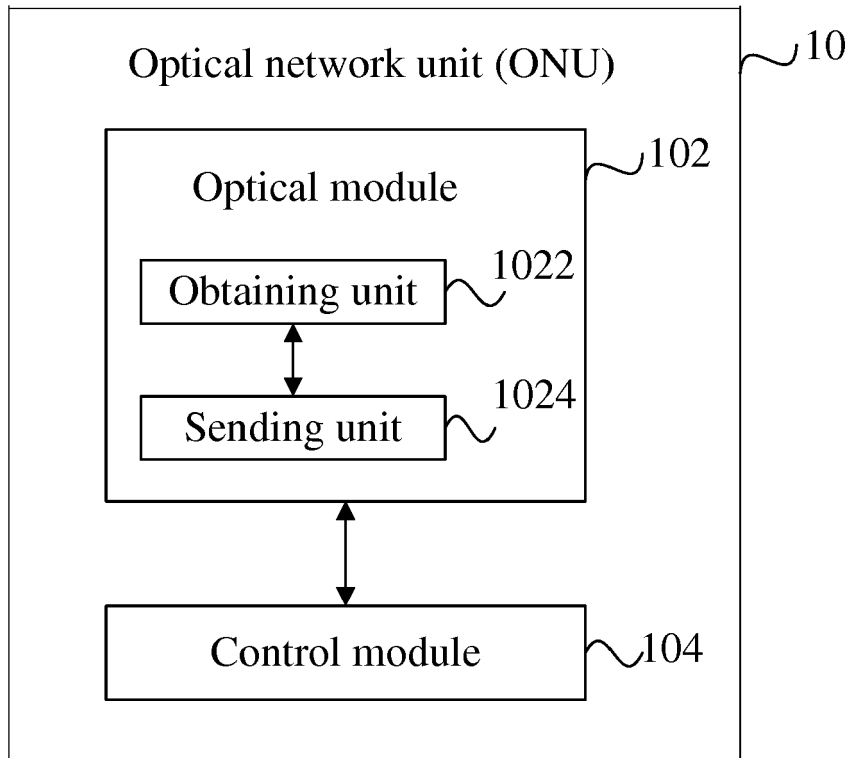 10
Optical network unit (ONU)
102
Optical module
1022
Obtaining unit
1024
Sending unit
Control module
104